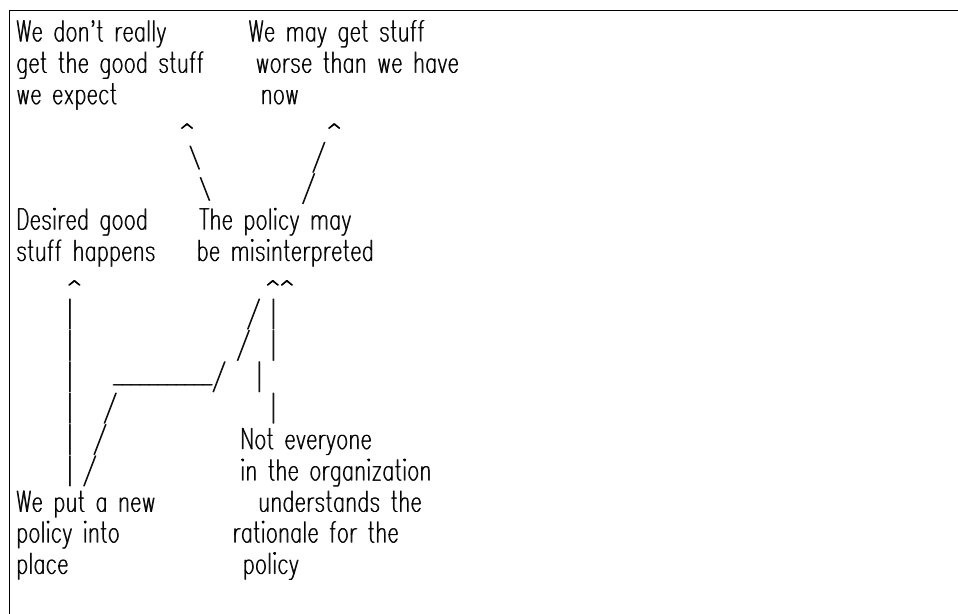 We don't really
get the good stuff
we expect
We may get stuff
worse than we have
now
Desired good
stuff happens
The policy may
be misinterpreted
Not everyone
in the organization
understands the
rationale for the
policy
We put a new
policy into
place